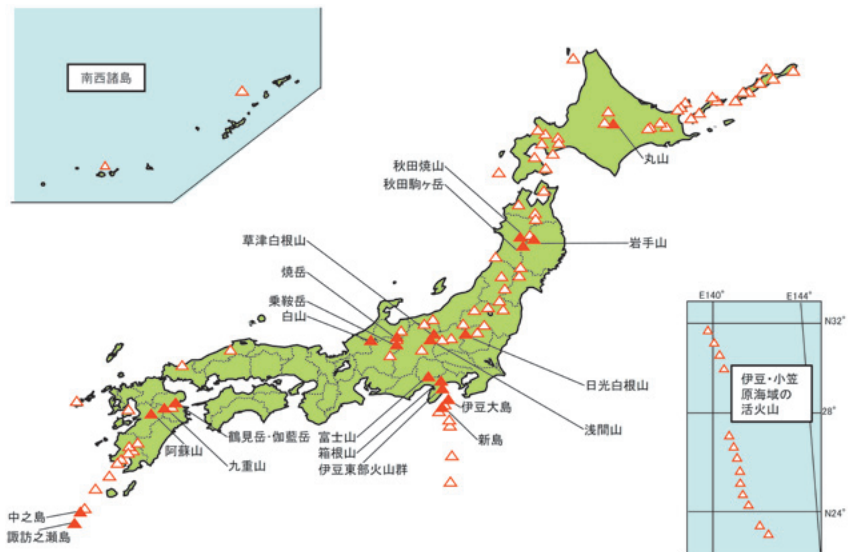 南西諸島
丸山
秋田焼山
秋田駒ヶ岳
岩手山
草津白根山
焼岳
乗鞍岳
白山
E140°
E144°
N32°
日光白根山
伊豆・小笠
原海域の
活火山
伊豆大島
浅間山
28°
新島
富士山
箱根山
伊豆東部火山群
鶴見岳・伽藍岳
阿蘇山
九重山
中之島
諏訪之瀬島
N24°